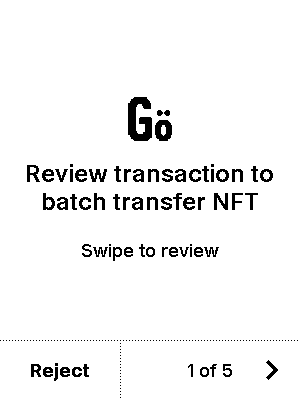 Gö
Review transaction to
batch transfer NFT
Swipe to review
Reject
1 of 5